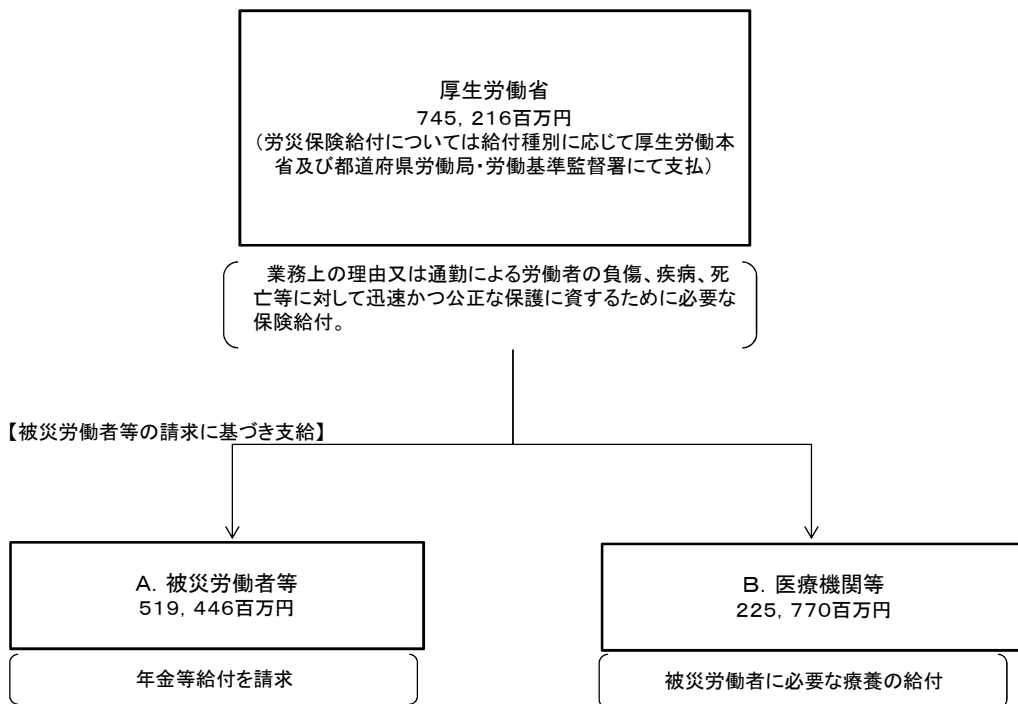 厚生労働省
745，216百万円
（労災保険給付については給付種別に応じて厚生労働本
省及び都道府県労働局・労働基準監督署にて支払）
業務上の理由又は通勤による労働者の負傷、疾病、死
亡等に対して迅速かつ公正な保護に資するために必要な
保険給付。
【被災労働者等の請求に基づき支給】
A．被災労働者等
519，446百万円
年金等給付を請求
B．医療機関等
225，770百万円
被災労働者に必要な療養の給付